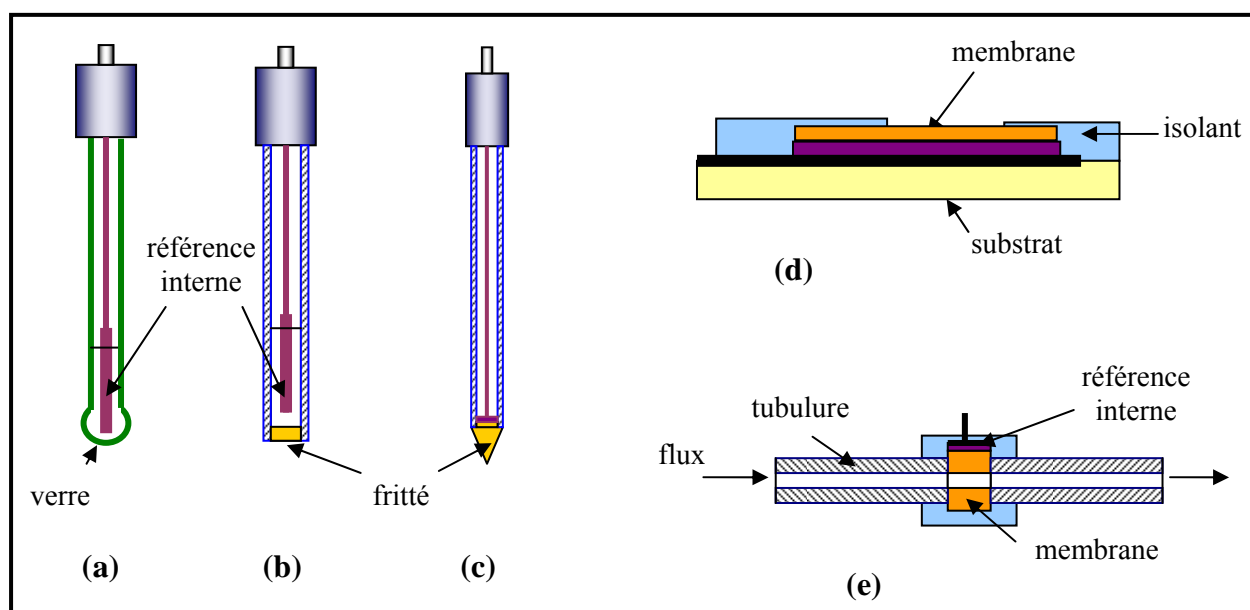 référence
interne
verre
fritté
(a)
(b)
(c)
membrane
isolant
substrat
(d)
référence
interne
tubulure
flux
membrane
(e)